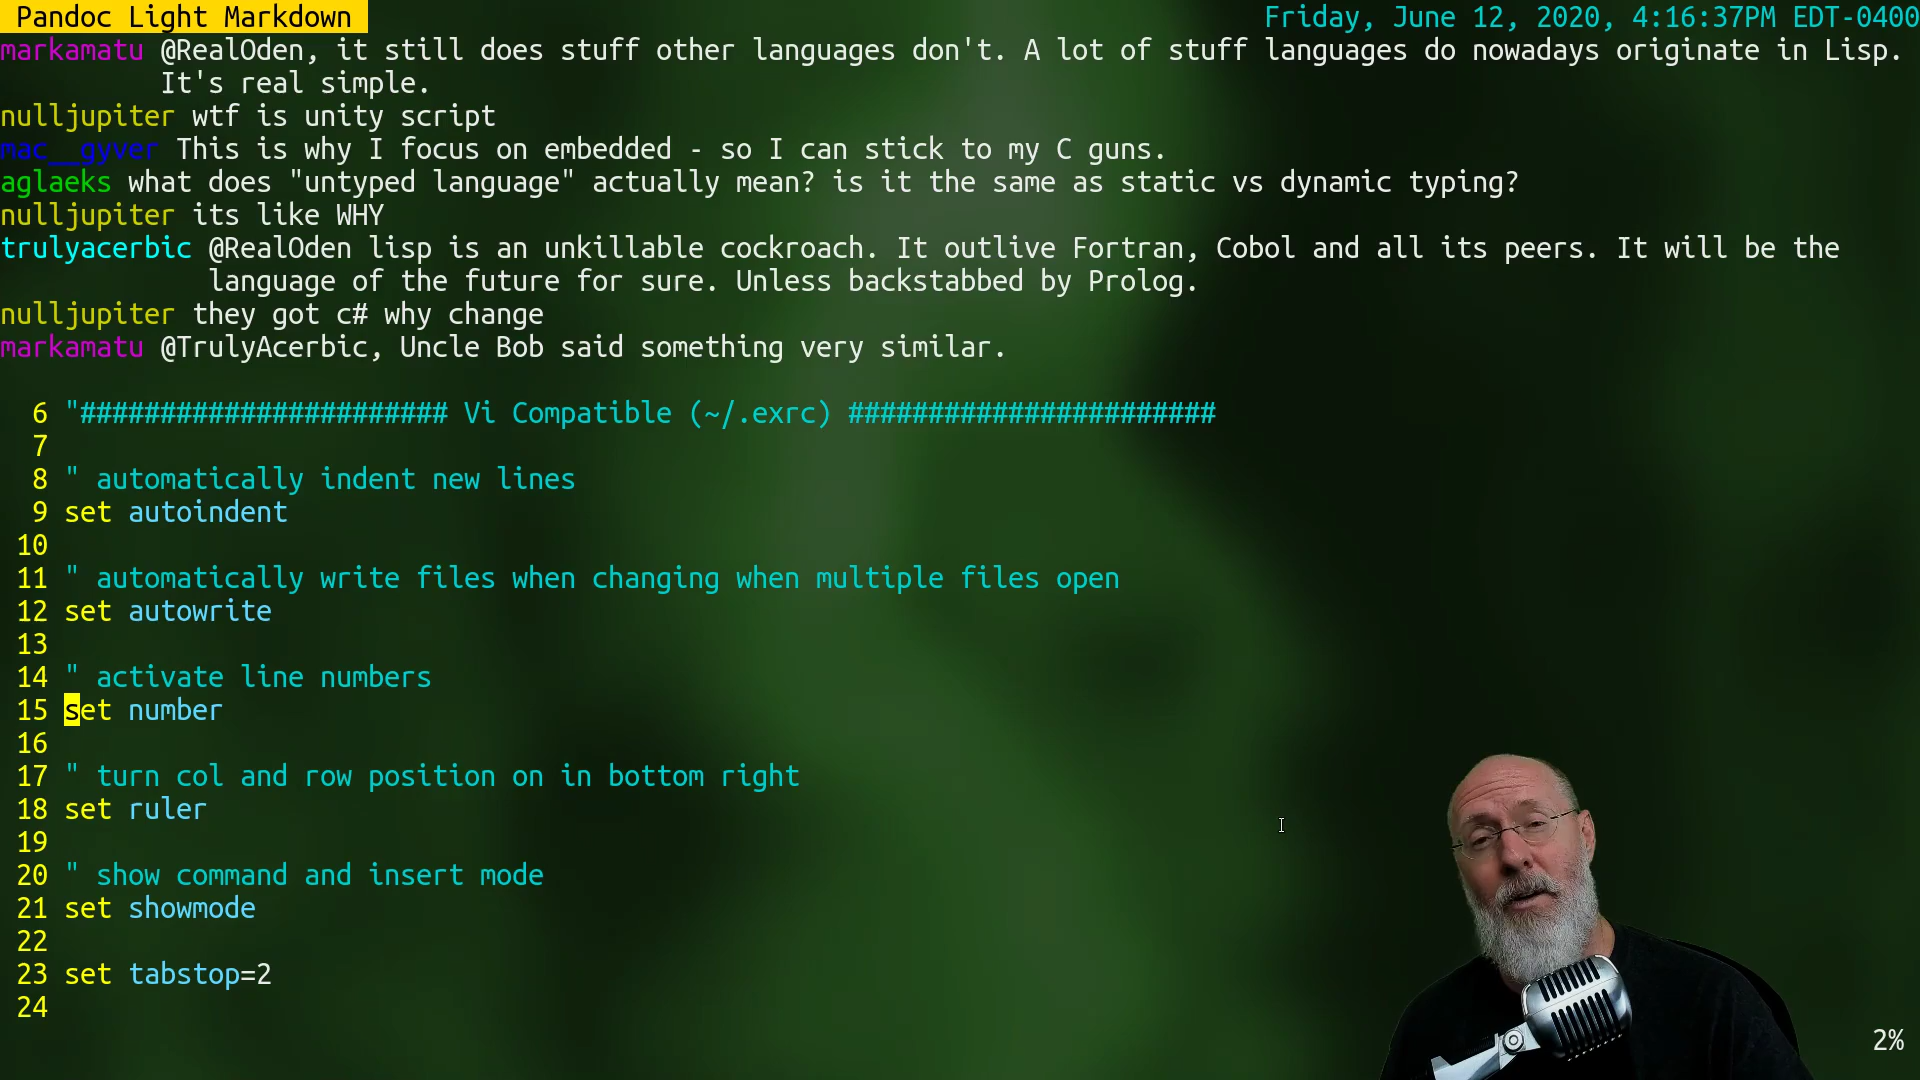 Pandoc Light Markdown
Friday, June 12, 2020, 4:16:37PM EDT-0400
markamatu @RealOden, it still does stuff other languages don't. A lot of stuff languages do nowadays originate in Lisp.
It's real simple.
nulljupiter wtf is unity script
mac__gyver This is why I focus on embedded - so I can stick to my C guns.
aglaeks what does "untyped language" actually mean? is it the same as static vs dynamic typing?
nulljupiter its like WHY
trulyacerbic @RealOden lisp is an unkillable cockroach. It outlive Fortran, Cobol and all its peers. It will be the
language of the future for sure. Unless backstabbed by Prolog.
nulljupiter they got c# why change
markamatu @TrulyAcerbic, Uncle Bob said something very similar.
6 "####################### Vi Compatible (~/.exrc) #######################
7
8 " automatically indent new lines
9 set autoindent
10
11 " automatically write files when changing when multiple files open
12 set autowrite
13
14 " activate line numbers
15 set number
16
17 " turn col and row position on in bottom right
18 set ruler
19
20 " show command and insert mode
21 set showmode
22
23 set tabstop=2
24
2%